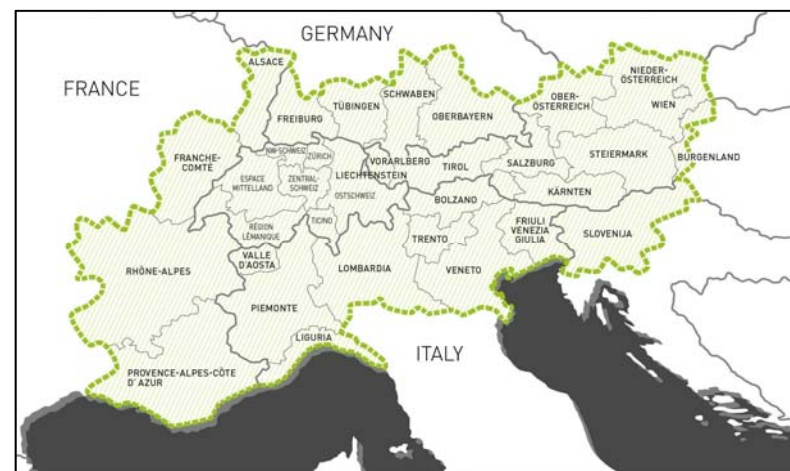 GERMANY
FRANCE
ALSACE
FREIBURG
TÜBINGEN
SCHWABEN
OBERBAYERN
OBER-
ÖSTERREICH
NIEDER-
ÖSTERREICH
WIEN
FRANCHE-
COMTÉ
NW-SCHWEIZ
ZÜRICH
ESPACE
MITTELLAND
ZENTRAL-
SCHWEIZ
LIECHTENSTEIN
OSTSCHWEIZ
VORARLBERG
TIROL
SALZBURG
STEIERMARK
BURGENLAND
KÄRNTEN
BOLZANO
RÉGION
LÉMANIQUE
TICINO
TRENTO
FRIULI
VENEZIA
GIULIA
SLOVENIJA
RHÔNE-ALPES
VALLE
D'AOSTA
LOMBARDIA
VENETO
PIEMONTE
LIGURIA
ITALY
PROVENCE-ALPES-CÔTE
D'AZUR